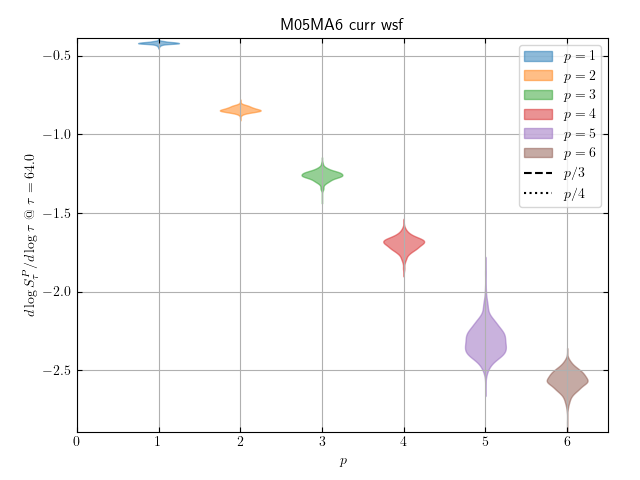 M05MA6 curr wsf
d log S_τ^P / d log τ @ τ = 64.0
−0.5
−1.0
−1.5
−2.0
−2.5
0 1 2 3 4 5 6
p
p = 1
p = 2
p = 3
p = 4
p = 5
p = 6
p/3
p/4